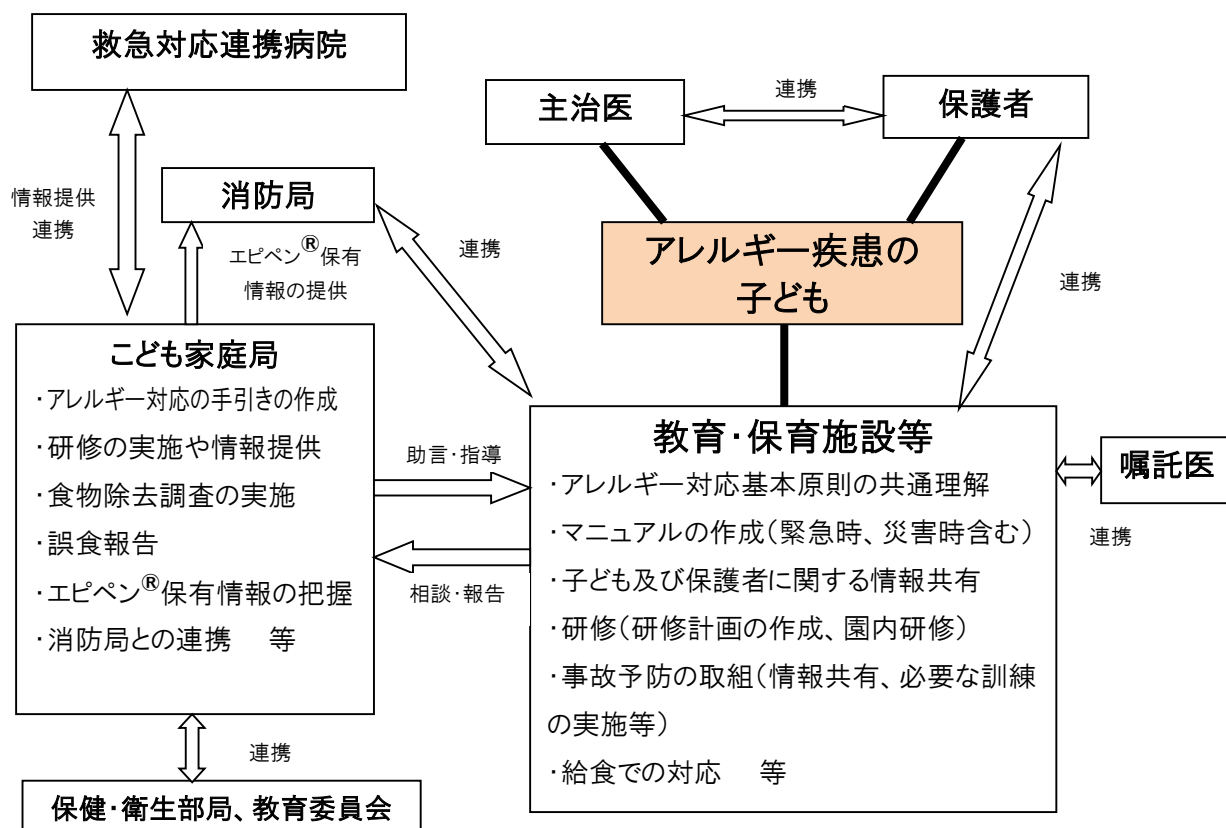 救急対応連携病院
主治医
連携
保護者
情報提供
連携
消防局
エピペン®保有
情報の提供
連携
アレルギー疾患の
子ども
連携
こども家庭局
・アレルギー対応の手引きの作成
・研修の実施や情報提供
・食物除去調査の実施
・誤食報告
・エピペン®保有情報の把握
・消防局との連携　等
助言・指導
相談・報告
教育・保育施設等
・アレルギー対応基本原則の共通理解
・マニュアルの作成（緊急時、災害時含む）
・子ども及び保護者に関する情報共有
・研修（研修計画の作成、園内研修）
・事故予防の取組（情報共有、必要な訓練
の実施等）
・給食での対応　等
嘱託医
連携
連携
保健・衛生部局、教育委員会